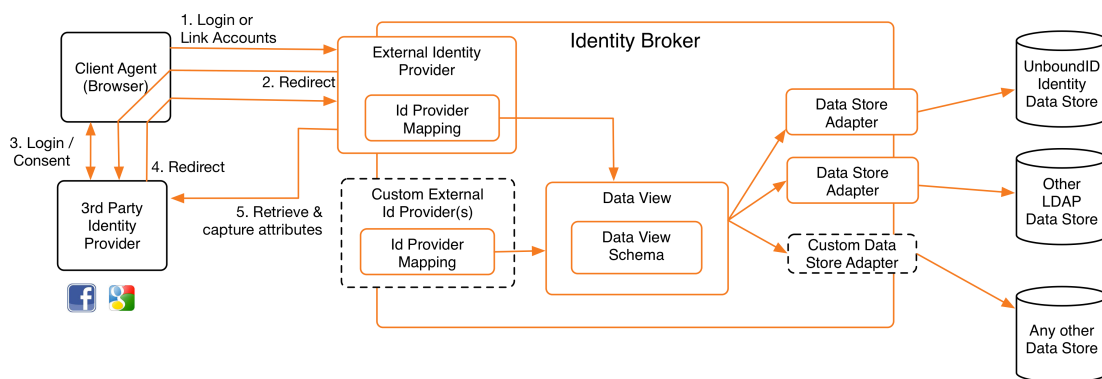 1. Login or
Link Accounts
Identity Broker
Client Agent
(Browser)
External Identity
Provider
2. Redirect
Id Provider
Mapping
3. Login /
Consent
4. Redirect
3rd Party
Identity
Provider
5. Retrieve &
capture attributes
Custom External
Id Provider(s)
Id Provider
Mapping
Data View
Data View
Schema
Data Store
Adapter
Data Store
Adapter
Custom Data
Store Adapter
UnboundID
Identity
Data Store
Other
LDAP
Data Store
Any other
Data Store